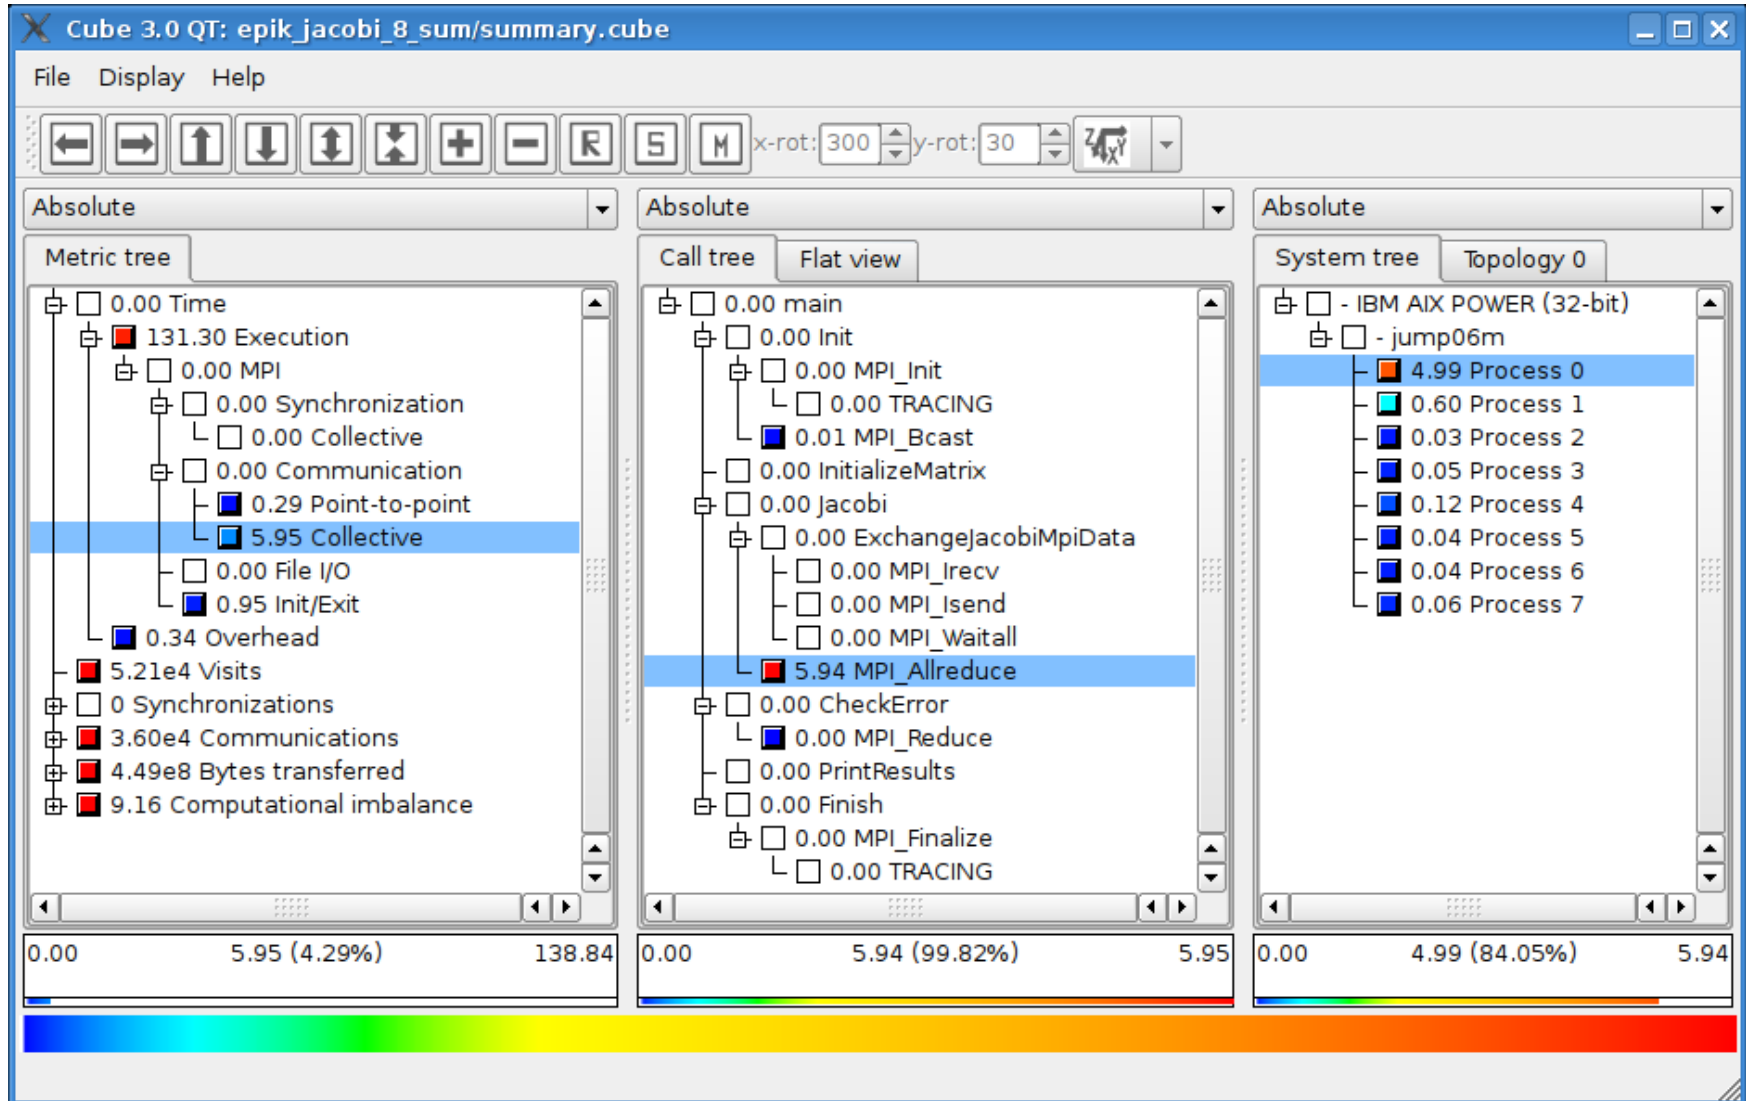 Cube 3.0 QT: epik_jacobi_8_sum/summary.cube
File Display Help
R S M x-rot: 300 y-rot: 30 Z X Y
Absolute
Metric tree
0.00 Time
131.30 Execution
0.00 MPI
0.00 Synchronization
0.00 Collective
0.00 Communication
0.29 Point-to-point
5.95 Collective
0.00 File I/O
0.95 Init/Exit
0.34 Overhead
5.21e4 Visits
0 Synchronizations
3.60e4 Communications
4.49e8 Bytes transferred
9.16 Computational imbalance
0.00 5.95 (4.29%) 138.84
Absolute
Call tree Flat view
0.00 main
0.00 Init
0.00 MPI_Init
0.00 TRACING
0.01 MPI_Bcast
0.00 InitializeMatrix
0.00 Jacobi
0.00 ExchangeJacobiMpiData
0.00 MPI_Irecv
0.00 MPI_Isend
0.00 MPI_Waitall
5.94 MPI_Allreduce
0.00 CheckError
0.00 MPI_Reduce
0.00 PrintResults
0.00 Finish
0.00 MPI_Finalize
0.00 TRACING
0.00 5.94 (99.82%) 5.95
Absolute
System tree Topology 0
- IBM AIX POWER (32-bit)
- jump06m
4.99 Process 0
0.60 Process 1
0.03 Process 2
0.05 Process 3
0.12 Process 4
0.04 Process 5
0.04 Process 6
0.06 Process 7
0.00 4.99 (84.05%) 5.94